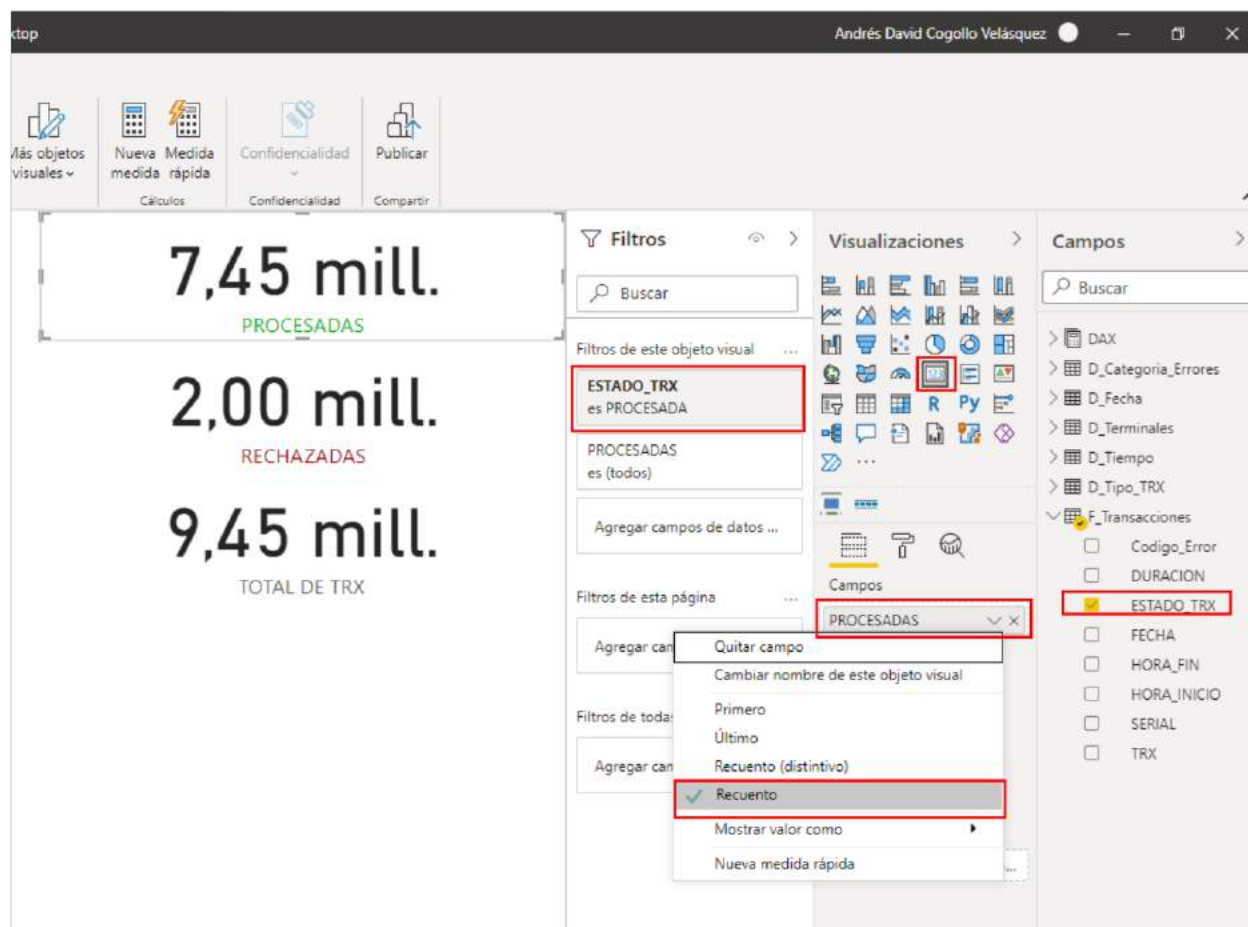 ktop
Andrés David Cogollo Velásquez
Más objetos
visuales
Nueva
medida
Medida
rápida
Cálculos
Confidencialidad
Confidencialidad
Publicar
Compartir
7,45 mill.
PROCESADAS
2,00 mill.
RECHAZADAS
9,45 mill.
TOTAL DE TRX
Filtros
Buscar
Filtros de este objeto visual ...
ESTADO_TRX
es PROCESADA
PROCESADAS
es (todos)
Agregar campos de datos ...
Filtros de esta página ...
Agregar can
Filtros de toda
Agregar can
Visualizaciones
123
R Py
...
Campos
PROCESADAS
Quitar campo
Cambiar nombre de este objeto visual
Primero
Último
Recuento (distintivo)
Recuento
Mostrar valor como
Nueva medida rápida
...
Campos
Buscar
DAX
D_Categoria_Errores
D_Fecha
D_Terminales
D_Tiempo
D_Tipo_TRX
F_Transacciones
Codigo_Error
DURACION
ESTADO_TRX
FECHA
HORA_FIN
HORA_INICIO
SERIAL
TRX